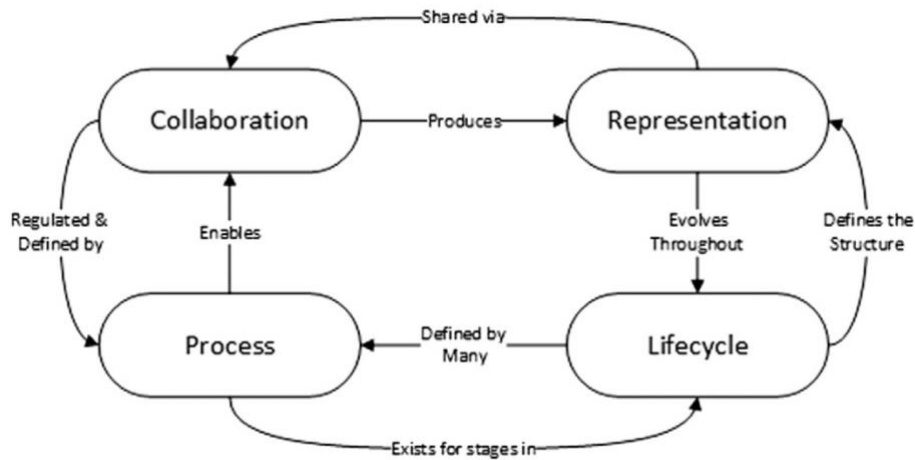 Shared via
Collaboration
Produces
Representation
Regulated &
Defined by
Enables
Evolves
Throughout
Defines the
Structure
Process
Defined by
Many
Lifecycle
Exists for stages in